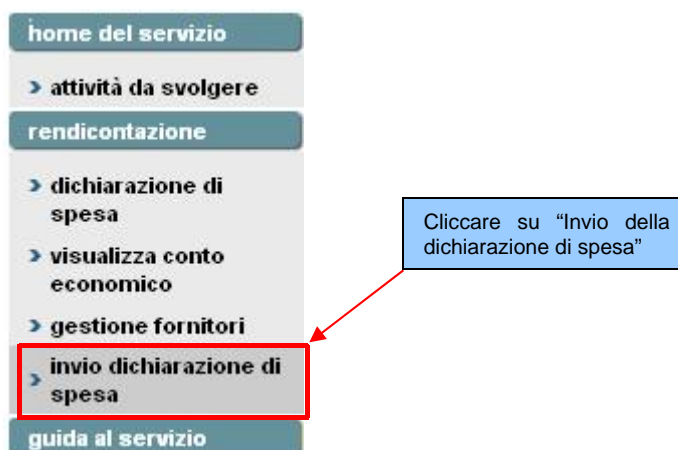 home del servizio
attività da svolgere
rendicontazione
dichiarazione di
spesa
visualizza conto
economico
gestione fornitori
invio dichiarazione di
spesa
guida al servizio
Cliccare su “Invio della
dichiarazione di spesa”